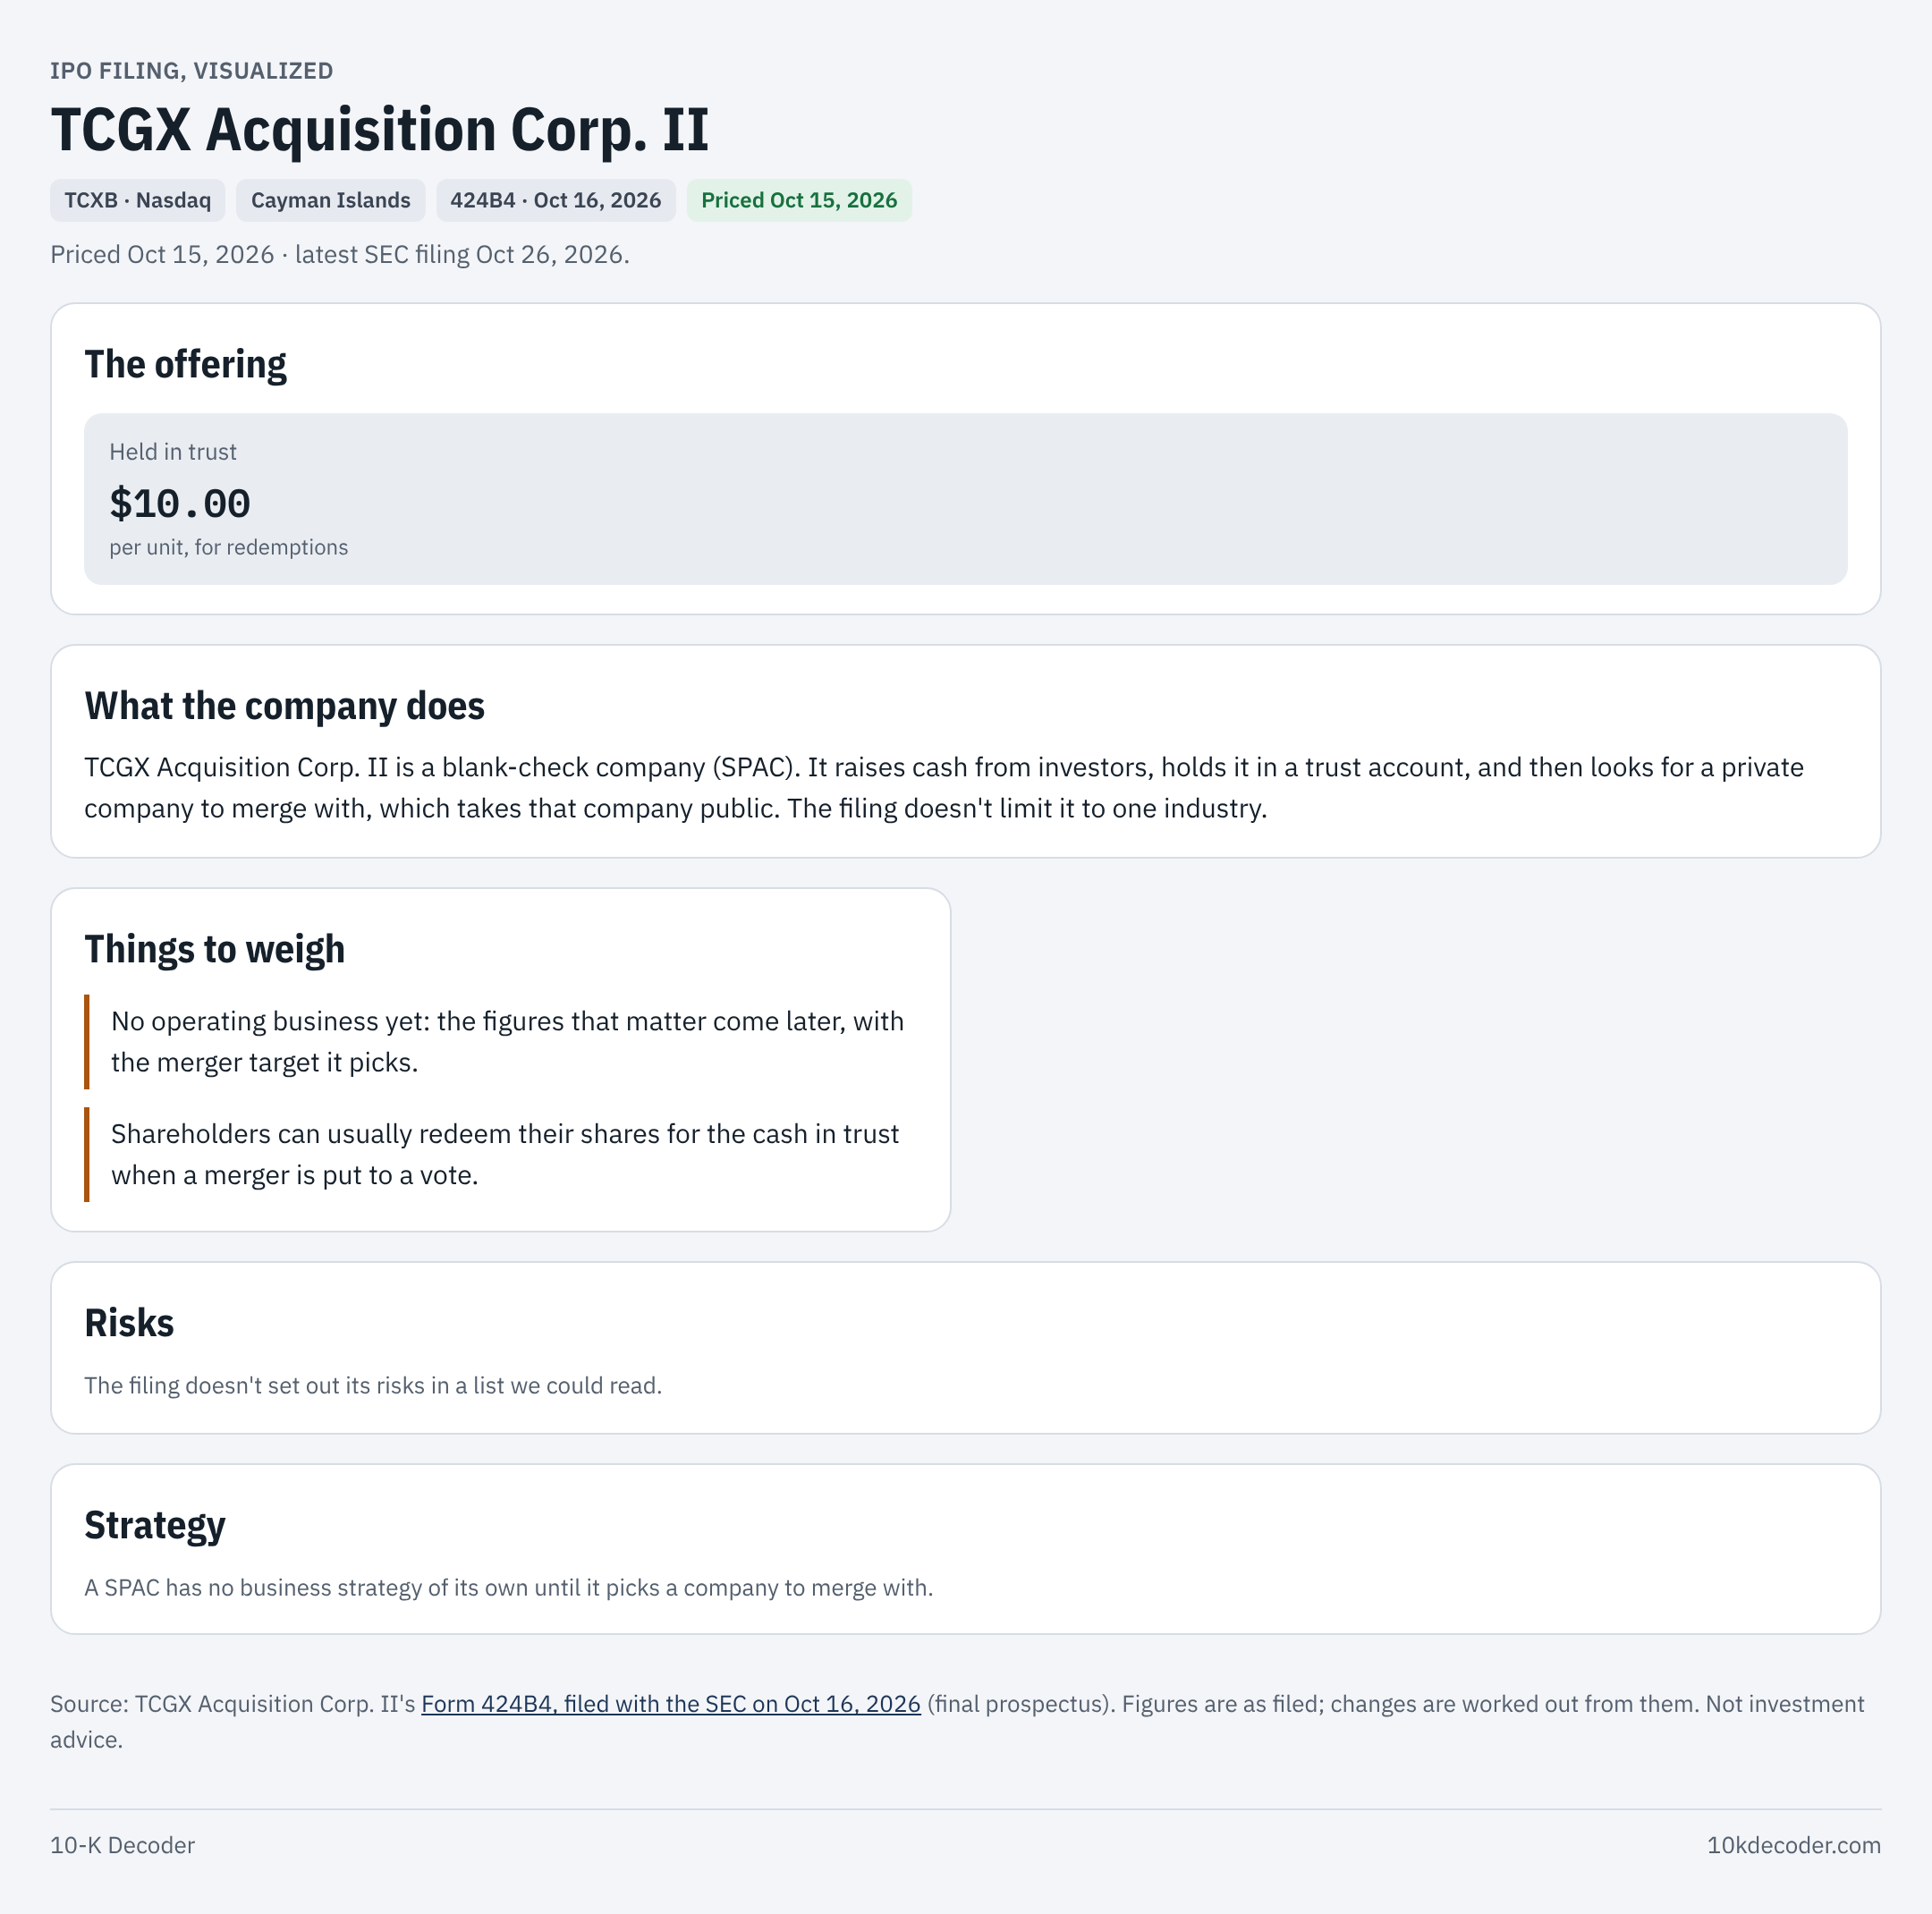 IPO FILING, VISUALIZED
TCGX Acquisition Corp. II
TCXB · Nasdaq
Cayman Islands
424B4 · Oct 16, 2026
Priced Oct 15, 2026
Priced Oct 15, 2026 · latest SEC filing Oct 26, 2026.
The offering
Held in trust
$10.00
per unit, for redemptions
What the company does
TCGX Acquisition Corp. II is a blank-check company (SPAC). It raises cash from investors, holds it in a trust account, and then looks for a private
company to merge with, which takes that company public. The filing doesn't limit it to one industry.
Things to weigh
No operating business yet: the figures that matter come later, with
the merger target it picks.
Shareholders can usually redeem their shares for the cash in trust
when a merger is put to a vote.
Risks
The filing doesn't set out its risks in a list we could read.
Strategy
A SPAC has no business strategy of its own until it picks a company to merge with.
Source: TCGX Acquisition Corp. II's Form 424B4, filed with the SEC on Oct 16, 2026 (final prospectus). Figures are as filed; changes are worked out from them. Not investment
advice.
10-K Decoder
10kdecoder.com